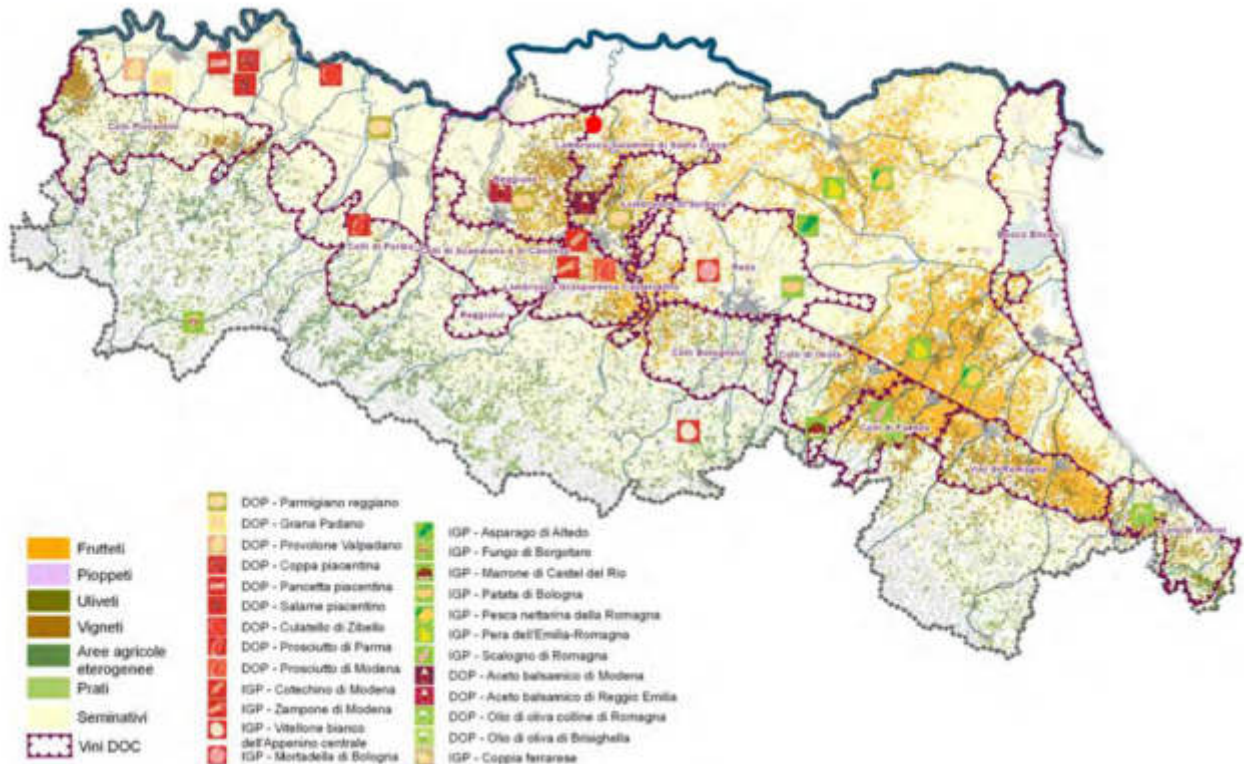 Colli Piacentini
Lambrusco Salamino di Santa Croce
Reggiano
Lambrusco di Sorbara
Bosco Eliceo
Colli di Parma
Colli di Scandiano e di Canossa
Reno
Lambrusco Grasparossa Castelvetro
Reggiano
Colli Bolognesi
Colli di Imola
Colli di Faenza
Vini di Romagna
Frutteti
Pioppeti
Uliveti
Vigneti
Aree agricole
eterogenee
Prati
Seminativi
Vini DOC
DOP - Parmigiano reggiano
DOP - Grana Padano
DOP - Provolone Valpadano
DOP - Coppa piacentina
DOP - Pancetta piacentina
DOP - Salame piacentino
DOP - Culatello di Zibello
DOP - Prosciutto di Parma
DOP - Prosciutto di Modena
IGP - Cotechino di Modena
IGP - Zampone di Modena
IGP - Vitellone bianco
dell'Appenino centrale
IGP - Mortadella di Bologna
IGP - Asparago di Altedo
IGP - Fungo di Borgotaro
IGP - Marrone di Castel del Rio
IGP - Patata di Bologna
IGP - Pesca nettarina della Romagna
IGP - Pera dell'Emilia-Romagna
IGP - Scalogno di Romagna
DOP - Aceto balsamico di Modena
DOP - Aceto balsamico di Reggio Emilia
DOP - Olio di oliva colline di Romagna
DOP - Olio di oliva di Brisighella
IGP - Coppia ferrarese